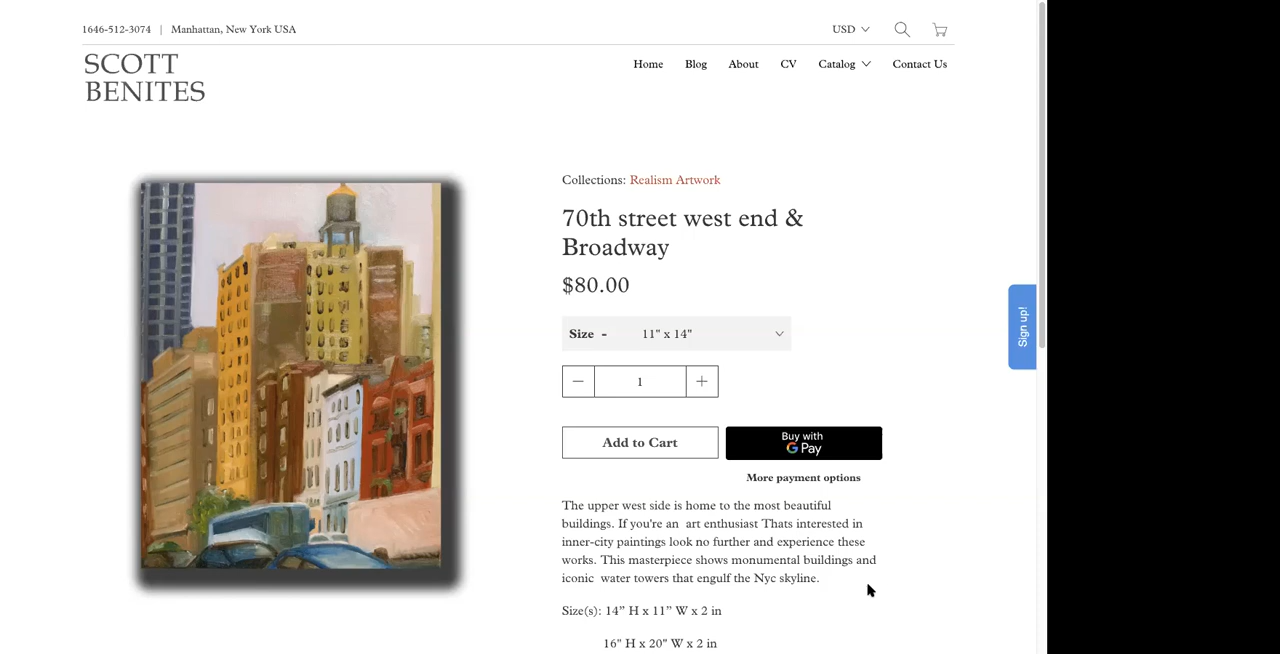 1646-512-3074 | Manhattan, New York USA
USD
SCOTT
BENITES
Home Blog About CV Catalog Contact Us
Collections: Realism Artwork
70th street west end &
Broadway
$80.00
Size - 11" x 14"
1
Add to Cart
Buy with
G Pay
More payment options
Sign up!
The upper west side is home to the most beautiful
buildings. If you're an art enthusiast Thats interested in
inner-city paintings look no further and experience these
works. This masterpiece shows monumental buildings and
iconic water towers that engulf the Nyc skyline.
Size(s): 14” H x 11” W x 2 in
16" H x 20" W x 2 in